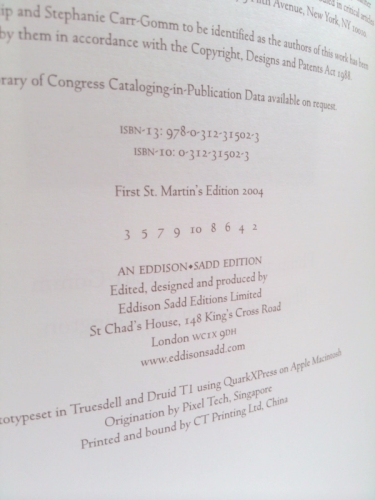 Avenue, New York, NY 10010.
ip and Stephanie Carr-Gomm to be identified as the authors of this work has been
by them in accordance with the Copyright, Designs and Patents Act 1988.
rary of Congress Cataloging-in-Publication Data available on request.
ISBN-13: 978-0-312-31502-3
ISBN-10: 0-312-31502-3
First St. Martin's Edition 2004
3 5 7 9 10 8 6 4 2
AN EDDISON•SADD EDITION
Edited, designed and produced by
Eddison Sadd Editions Limited
St Chad's House, 148 King's Cross Road
London WC1X 9DH
www.eddisonsadd.com
ototypeset in Truesdell and Druid T1 using QuarkXPress on Apple Macintosh
Origination by Pixel Tech, Singapore
Printed and bound by CT Printing Ltd, China